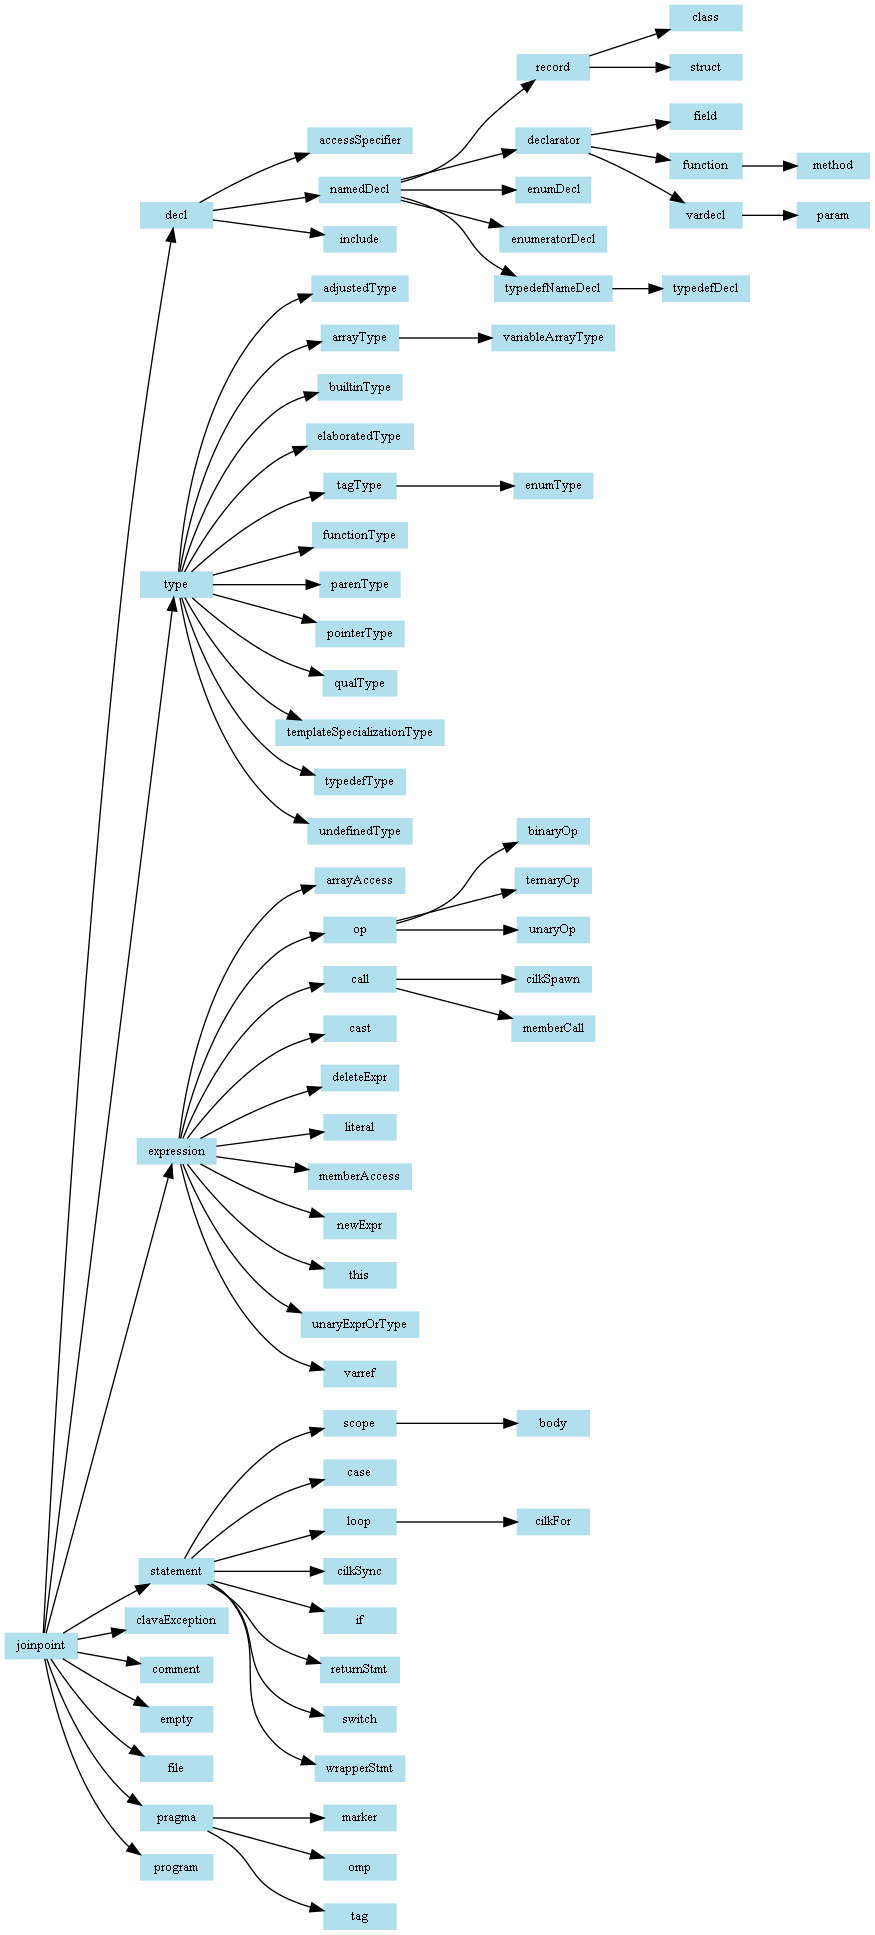 class
record
struct
field
accessSpecifier
declarator
function
method
namedDecl
enumDecl
decl
vardecl
param
include
enumeratorDecl
adjustedType
typedefNameDecl
typedefDecl
arrayType
variableArrayType
builtinType
elaboratedType
tagType
enumType
functionType
type
parenType
pointerType
qualType
templateSpecializationType
typedefType
undefinedType
binaryOp
arrayAccess
ternaryOp
op
unaryOp
call
cilkSpawn
cast
memberCall
deleteExpr
literal
expression
memberAccess
newExpr
this
unaryExprOrType
varref
scope
body
case
loop
cilkFor
statement
cilkSync
clavaException
if
joinpoint
comment
returnStmt
empty
switch
file
wrapperStmt
pragma
marker
program
omp
tag